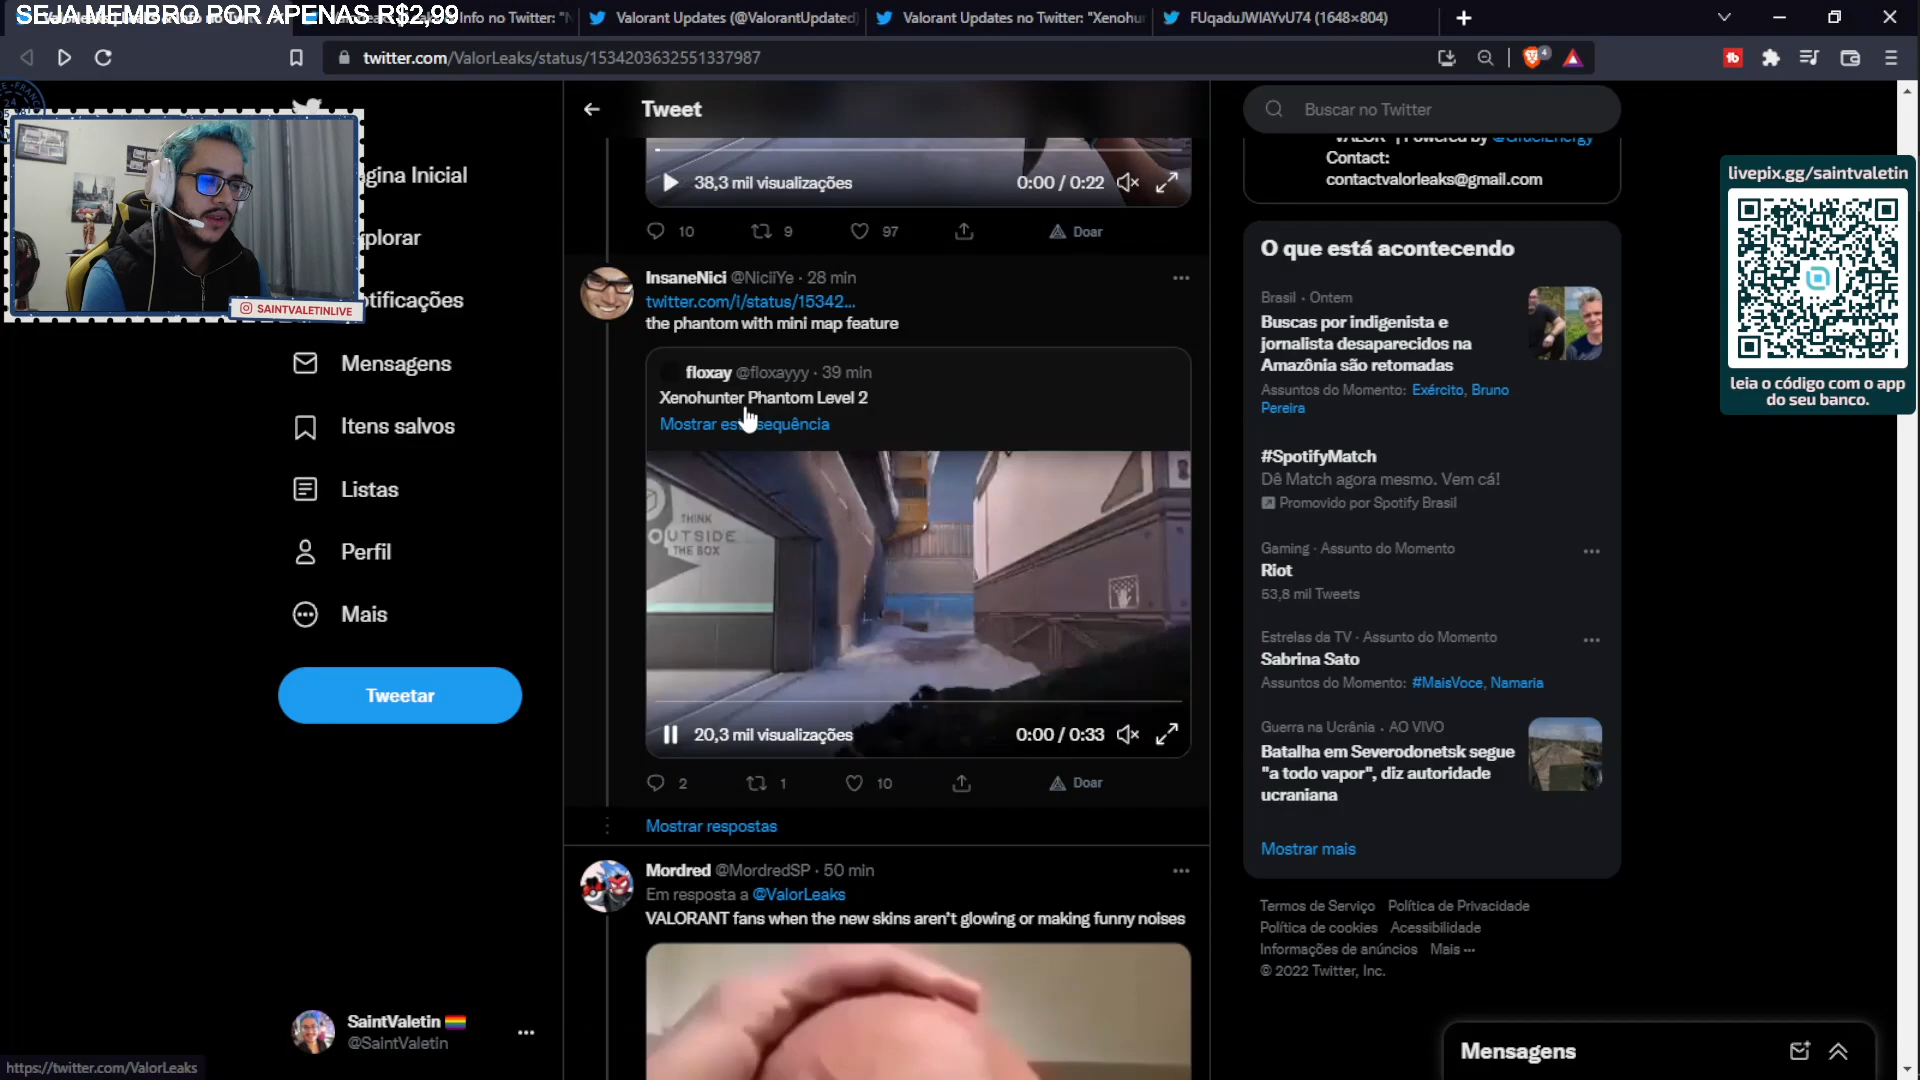 SEJA MEMBRO POR APENAS R$2,99
Info no Twitter: "N
Valorant Updates (@ValorantUpdated)
Valorant Updates no Twitter: "Xenohu
FUqaduJWIAYvU74 (1648×804)
twitter.com/ValorLeaks/status/1534203632551337987
Tweet
Buscar no Twitter
Contact:
contactvalorleaks@gmail.com
livepix.gg/saintvaletin
leia o código com o app
do seu banco.
gina Inicial
plorar
otificações
SAINTVALETINLIVE
Mensagens
Itens salvos
Listas
Perfil
Mais
Tweetar
SaintValetin
@SaintValetin
https://twitter.com/ValorLeaks
38,3 mil visualizações
0:00 / 0:22
10
9
97
Doar
InsaneNici @NiciiYe · 28 min
twitter.com/i/status/15342...
the phantom with mini map feature
floxay @floxayyy · 39 min
Xenohunter Phantom Level 2
Mostrar es sequência
THINK
OUTSIDE
THE BOX
20,3 mil visualizações
0:00 / 0:33
2
1
10
Doar
Mostrar respostas
Mordred @MordredSP · 50 min
Em resposta a @ValorLeaks
VALORANT fans when the new skins aren't glowing or making funny noises
O que está acontecendo
Brasil · Ontem
Buscas por indigenista e
jornalista desaparecidos na
Amazônia são retomadas
Assuntos do Momento: Exército, Bruno
Pereira
#SpotifyMatch
Dê Match agora mesmo. Vem cá!
Promovido por Spotify Brasil
Gaming · Assunto do Momento
Riot
53,8 mil Tweets
Estrelas da TV · Assunto do Momento
Sabrina Sato
Assuntos do Momento: #MaisVoce, Namaria
Guerra na Ucrânia · AO VIVO
Batalha em Severodonetsk segue
"a todo vapor", diz autoridade
ucraniana
Mostrar mais
Termos de Serviço Política de Privacidade
Política de cookies Acessibilidade
Informações de anúncios Mais ···
© 2022 Twitter, Inc.
Mensagens